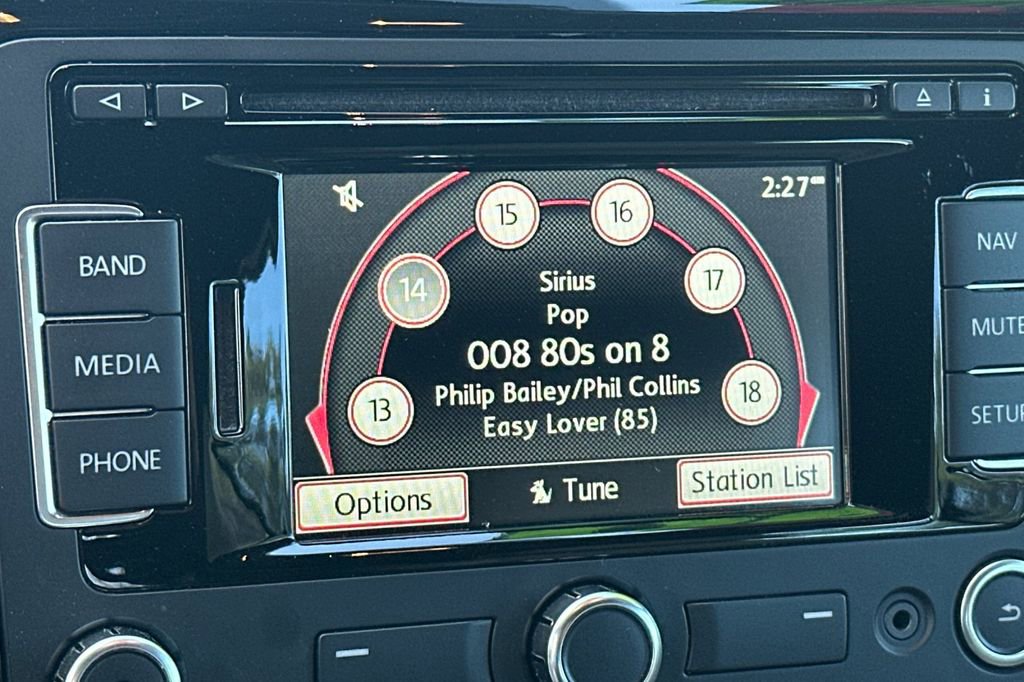 i
BAND
MEDIA
PHONE
15
16
2:27
14
17
13
18
Sirius
Pop
008 80s on 8
Philip Bailey/Phil Collins
Easy Lover (85)
Options
Tune
Station List
NAV
MUTE
SETUP